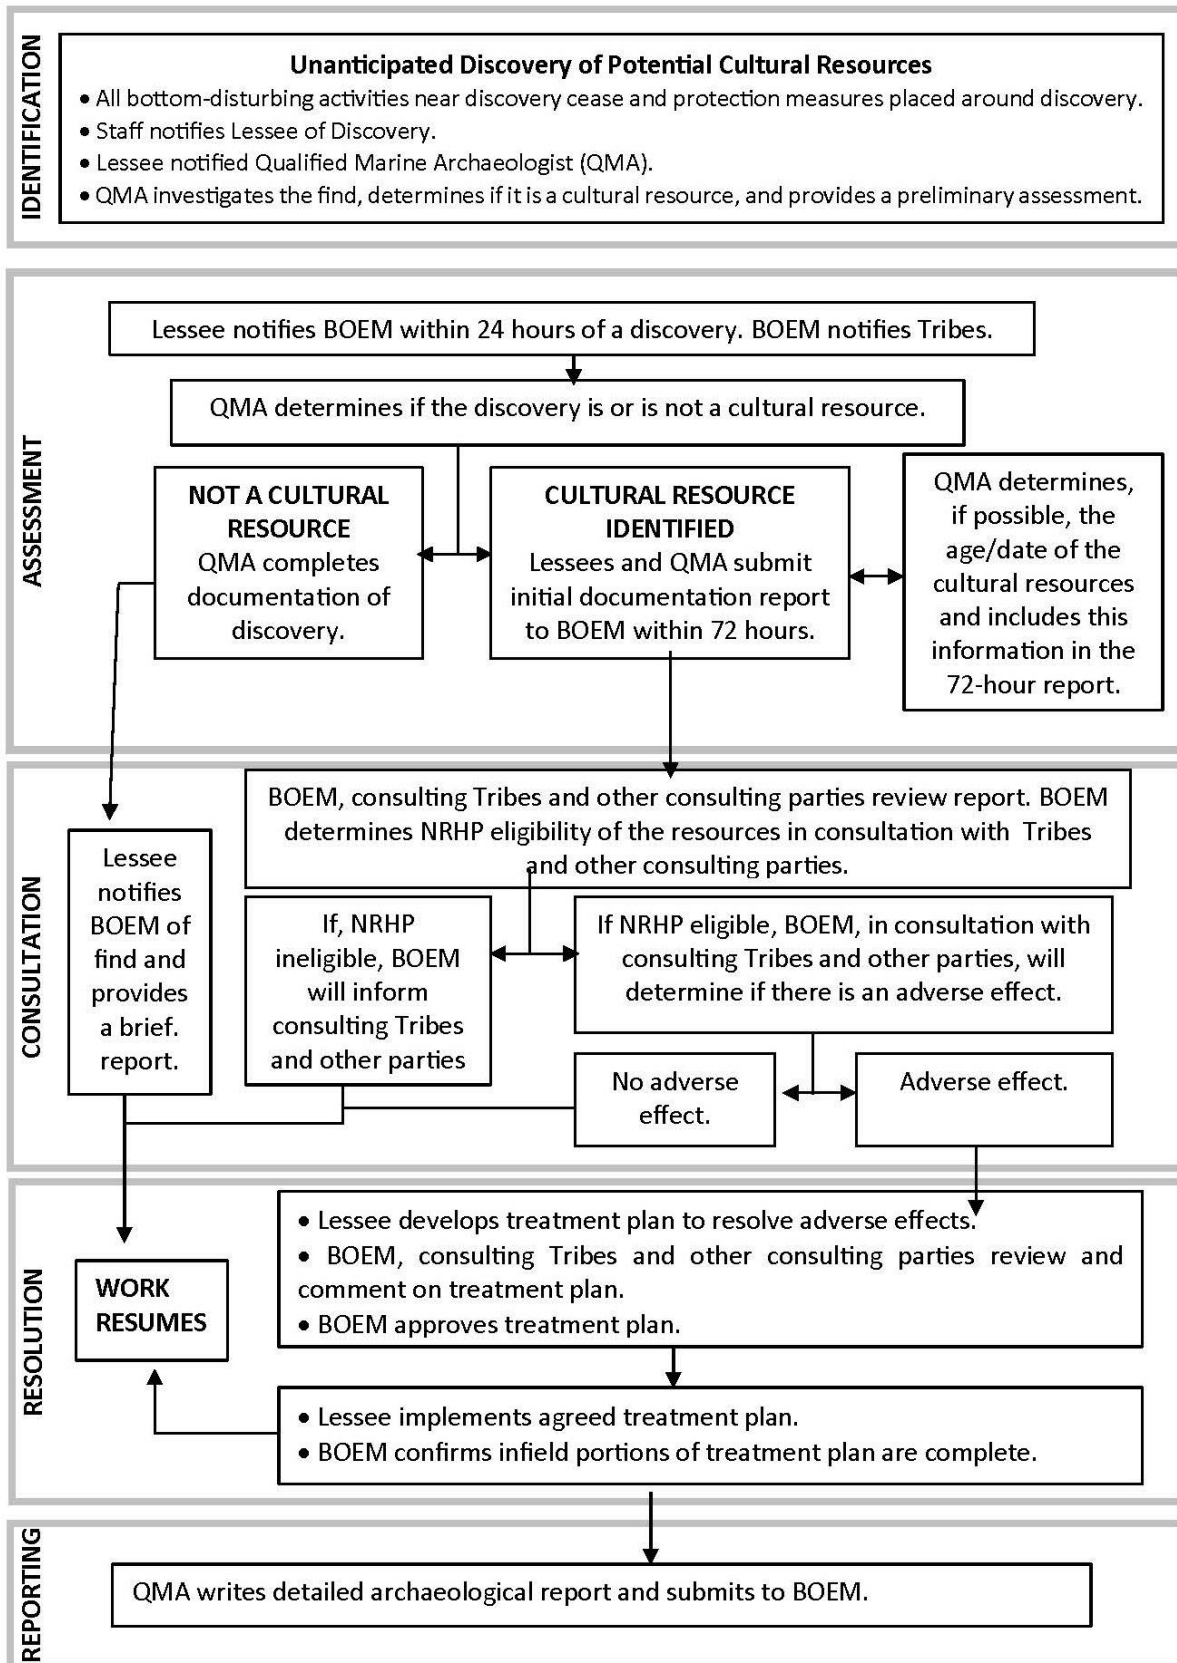 IDENTIFICATION
Unanticipated Discovery of Potential Cultural Resources
• All bottom-disturbing activities near discovery cease and protection measures placed around discovery.
• Staff notifies Lessee of Discovery.
• Lessee notified Qualified Marine Archaeologist (QMA).
• QMA investigates the find, determines if it is a cultural resource, and provides a preliminary assessment.
ASSESSMENT
Lessee notifies BOEM within 24 hours of a discovery. BOEM notifies Tribes.
QMA determines if the discovery is or is not a cultural resource.
NOT A CULTURAL
RESOURCE
QMA completes
documentation of
discovery.
CULTURAL RESOURCE
IDENTIFIED
Lessees and QMA submit
initial documentation report
to BOEM within 72 hours.
QMA determines,
if possible, the
age/date of the
cultural resources
and includes this
information in the
72-hour report.
CONSULTATION
BOEM, consulting Tribes and other consulting parties review report. BOEM
determines NRHP eligibility of the resources in consultation with Tribes
and other consulting parties.
Lessee
notifies
BOEM of
find and
provides
a brief.
report.
If, NRHP
ineligible, BOEM
will inform
consulting Tribes
and other parties
If NRHP eligible, BOEM, in consultation with
consulting Tribes and other parties, will
determine if there is an adverse effect.
No adverse
effect.
Adverse effect.
RESOLUTION
• Lessee develops treatment plan to resolve adverse effects.
• BOEM, consulting Tribes and other consulting parties review and
comment on treatment plan.
• BOEM approves treatment plan.
WORK
RESUMES
• Lessee implements agreed treatment plan.
• BOEM confirms infield portions of treatment plan are complete.
REPORTING
QMA writes detailed archaeological report and submits to BOEM.